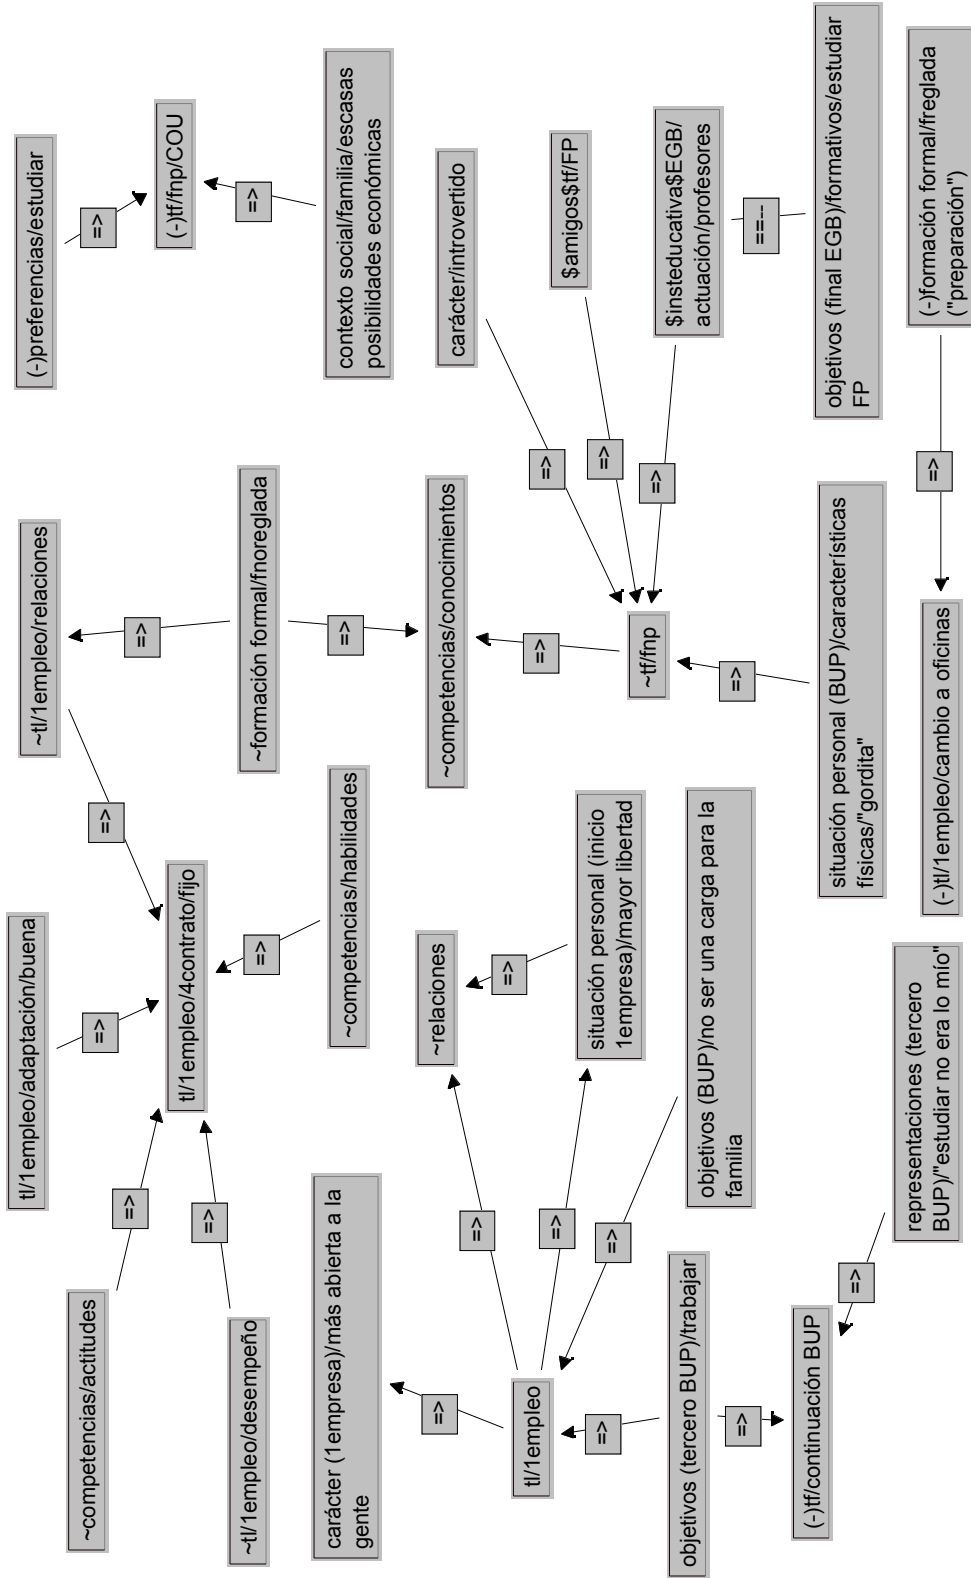 tl/1empleo/adaptación/buena
~tl/1empleo/relaciones
(-)preferencias/estudiar
~competencias/actitudes
=>
=>
=>
=>
=>
tl/1empleo/4contrato/fijo
(-)tf/fnp/COU
=>
~tl/1empleo/desempeño
=>
~formación formal/fnoreglada
=>
carácter (1empresa)/más abierta a la
gente
~competencias/habilidades
=>
contexto social/familia/escasas
posibilidades económicas
=>
~relaciones
~competencias/conocimientos
carácter/introvertido
=>
=>
tl/1empleo
=>
=>
=>
$amigos$tf/FP
situación personal (inicio
1empresa)/mayor libertad
=>
=>
=>
~tf/fnp
=>
$insteducativa$EGB/
actuación/profesores
objetivos (tercero BUP)/trabajar
objetivos (BUP)/no ser una carga para la
familia
=>
=>
==--
(-)tf/continuación BUP
situación personal (BUP)/características
físicas/"gordita"
objetivos (final EGB)/formativos/estudiar
FP
=>
representaciones (tercero
BUP)/"estudiar no era lo mío"
(-)tl/1empleo/cambio a oficinas
=>
(-)formación formal/freglada
("preparación")